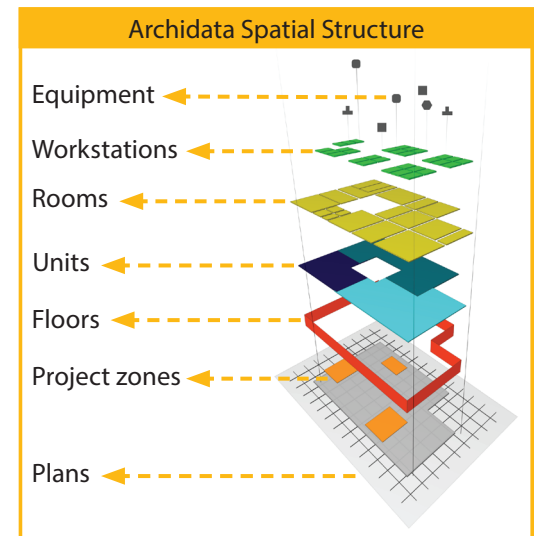 Archidata Spatial Structure
Equipment
Workstations
Rooms
Units
Floors
Project zones
Plans